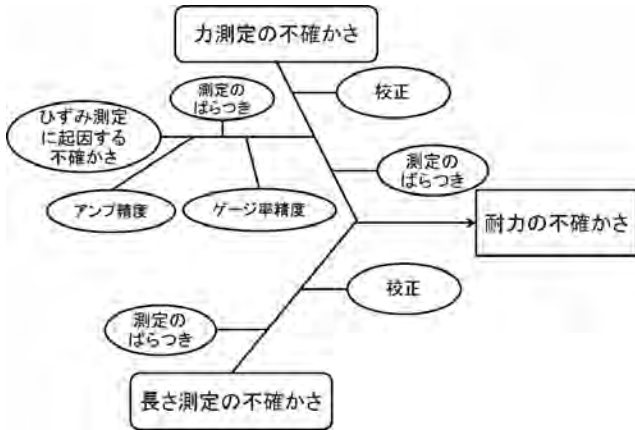 力測定の不確かさ
測定の
ばらつき
校正
ひずみ測定
に起因する
不確かさ
測定の
ばらつき
アンプ精度
ゲージ率精度
耐力の不確かさ
校正
測定の
ばらつき
長さ測定の不確かさ